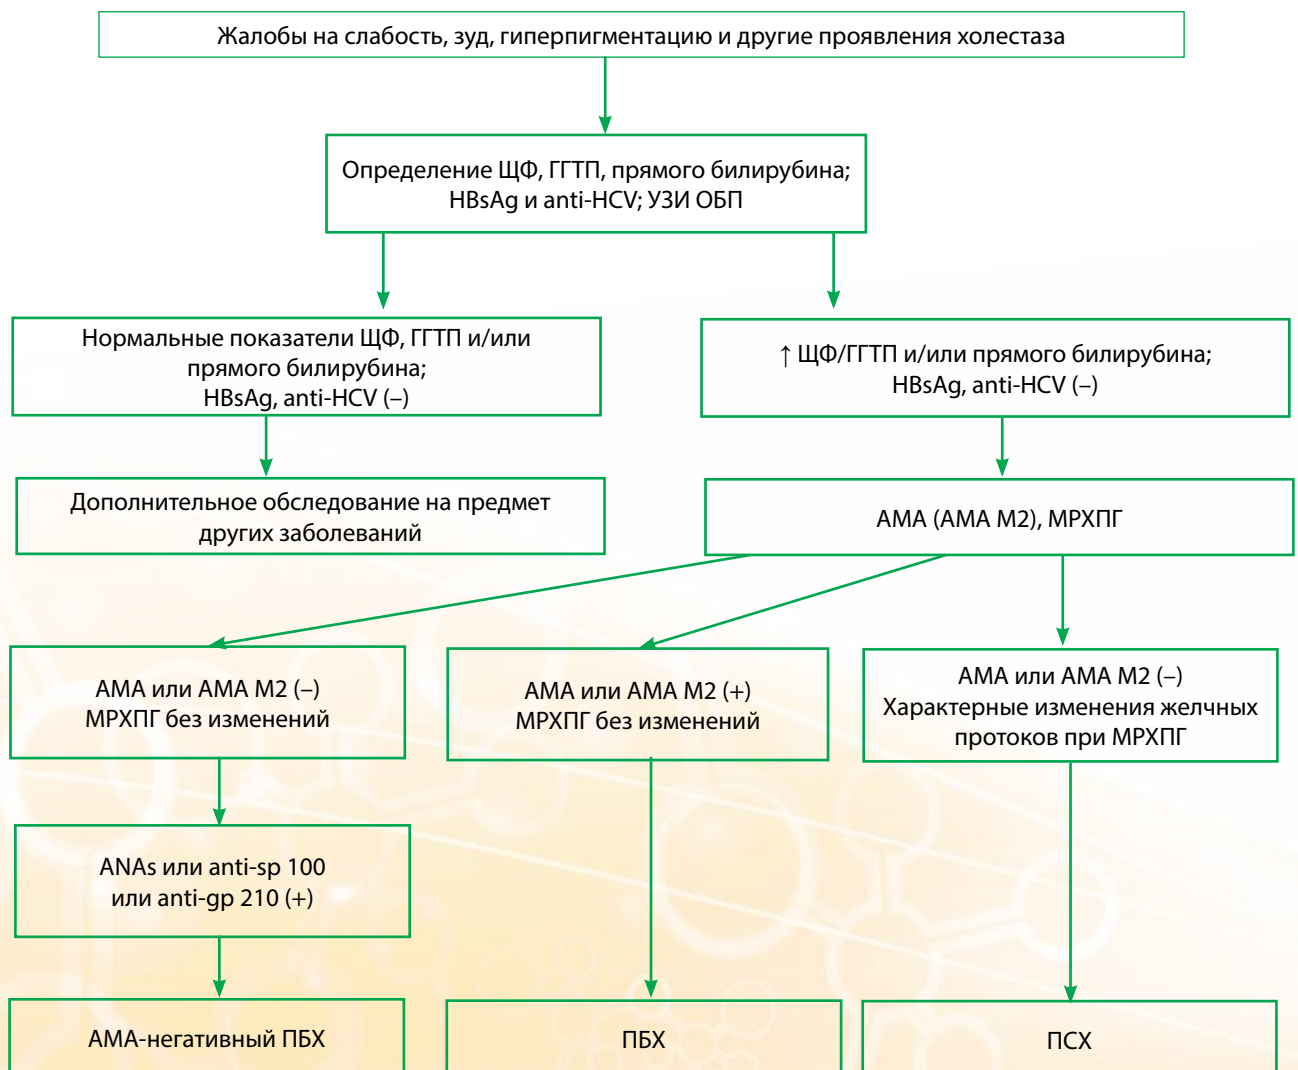 Жалобы на слабость, зуд, гиперпигментацию и другие проявления холестаза
Определение ЩФ, ГГТП, прямого билирубина;
HBsAg и anti-HCV; УЗИ ОБП
Нормальные показатели ЩФ, ГГТП и/или
прямого билирубина;
HBsAg, anti-HCV (–)
↑ ЩФ/ГГТП и/или прямого билирубина;
HBsAg, anti-HCV (–)
Дополнительное обследование на предмет
других заболеваний
АМА (АМА М2), МРХПГ
АМА или АМА М2 (–)
МРХПГ без изменений
АМА или АМА М2 (+)
МРХПГ без изменений
АМА или АМА М2 (–)
Характерные изменения желчных
протоков при МРХПГ
ANAs или anti-sp 100
или anti-gp 210 (+)
АМА-негативный ПБХ
ПБХ
ПСХ